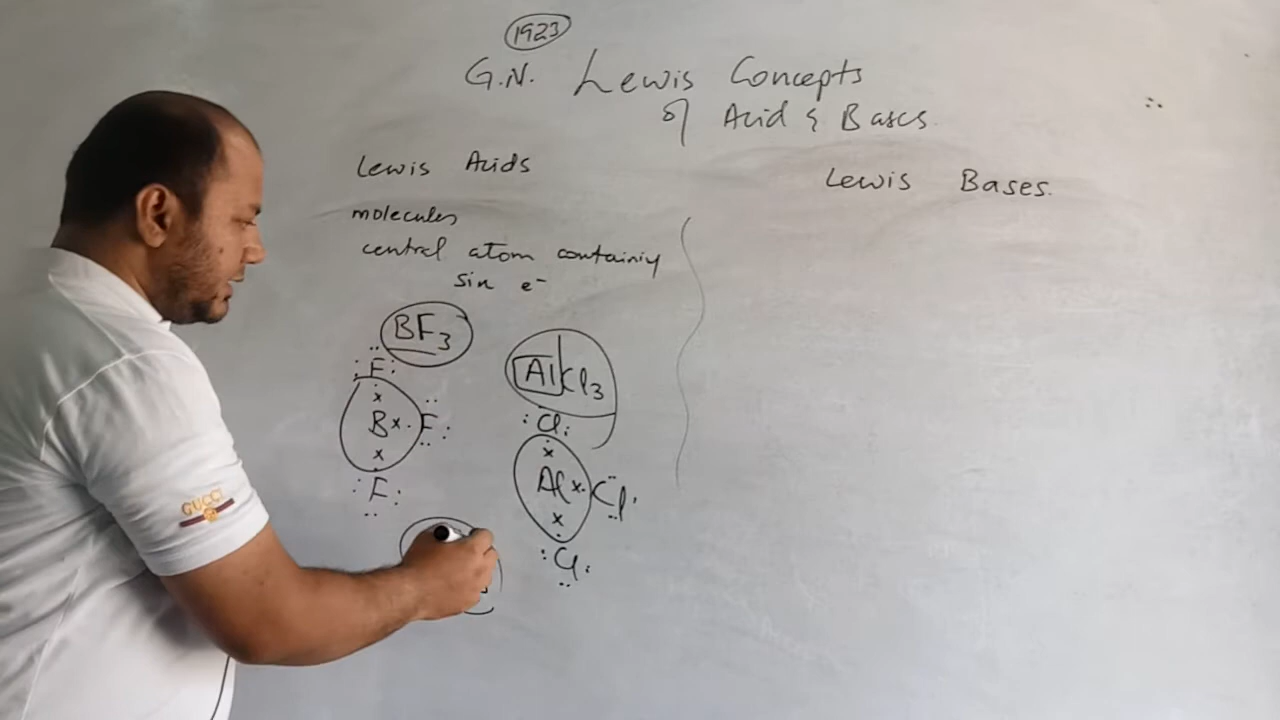 1923
G.N. Lewis Concepts
of Acid & Bases
Lewis Acids
Lewis Bases.
molecules
central atom containing
six e-
BF3
AlCl3
F
B F
F
Cl
Al Cl
Cl
GUCCI